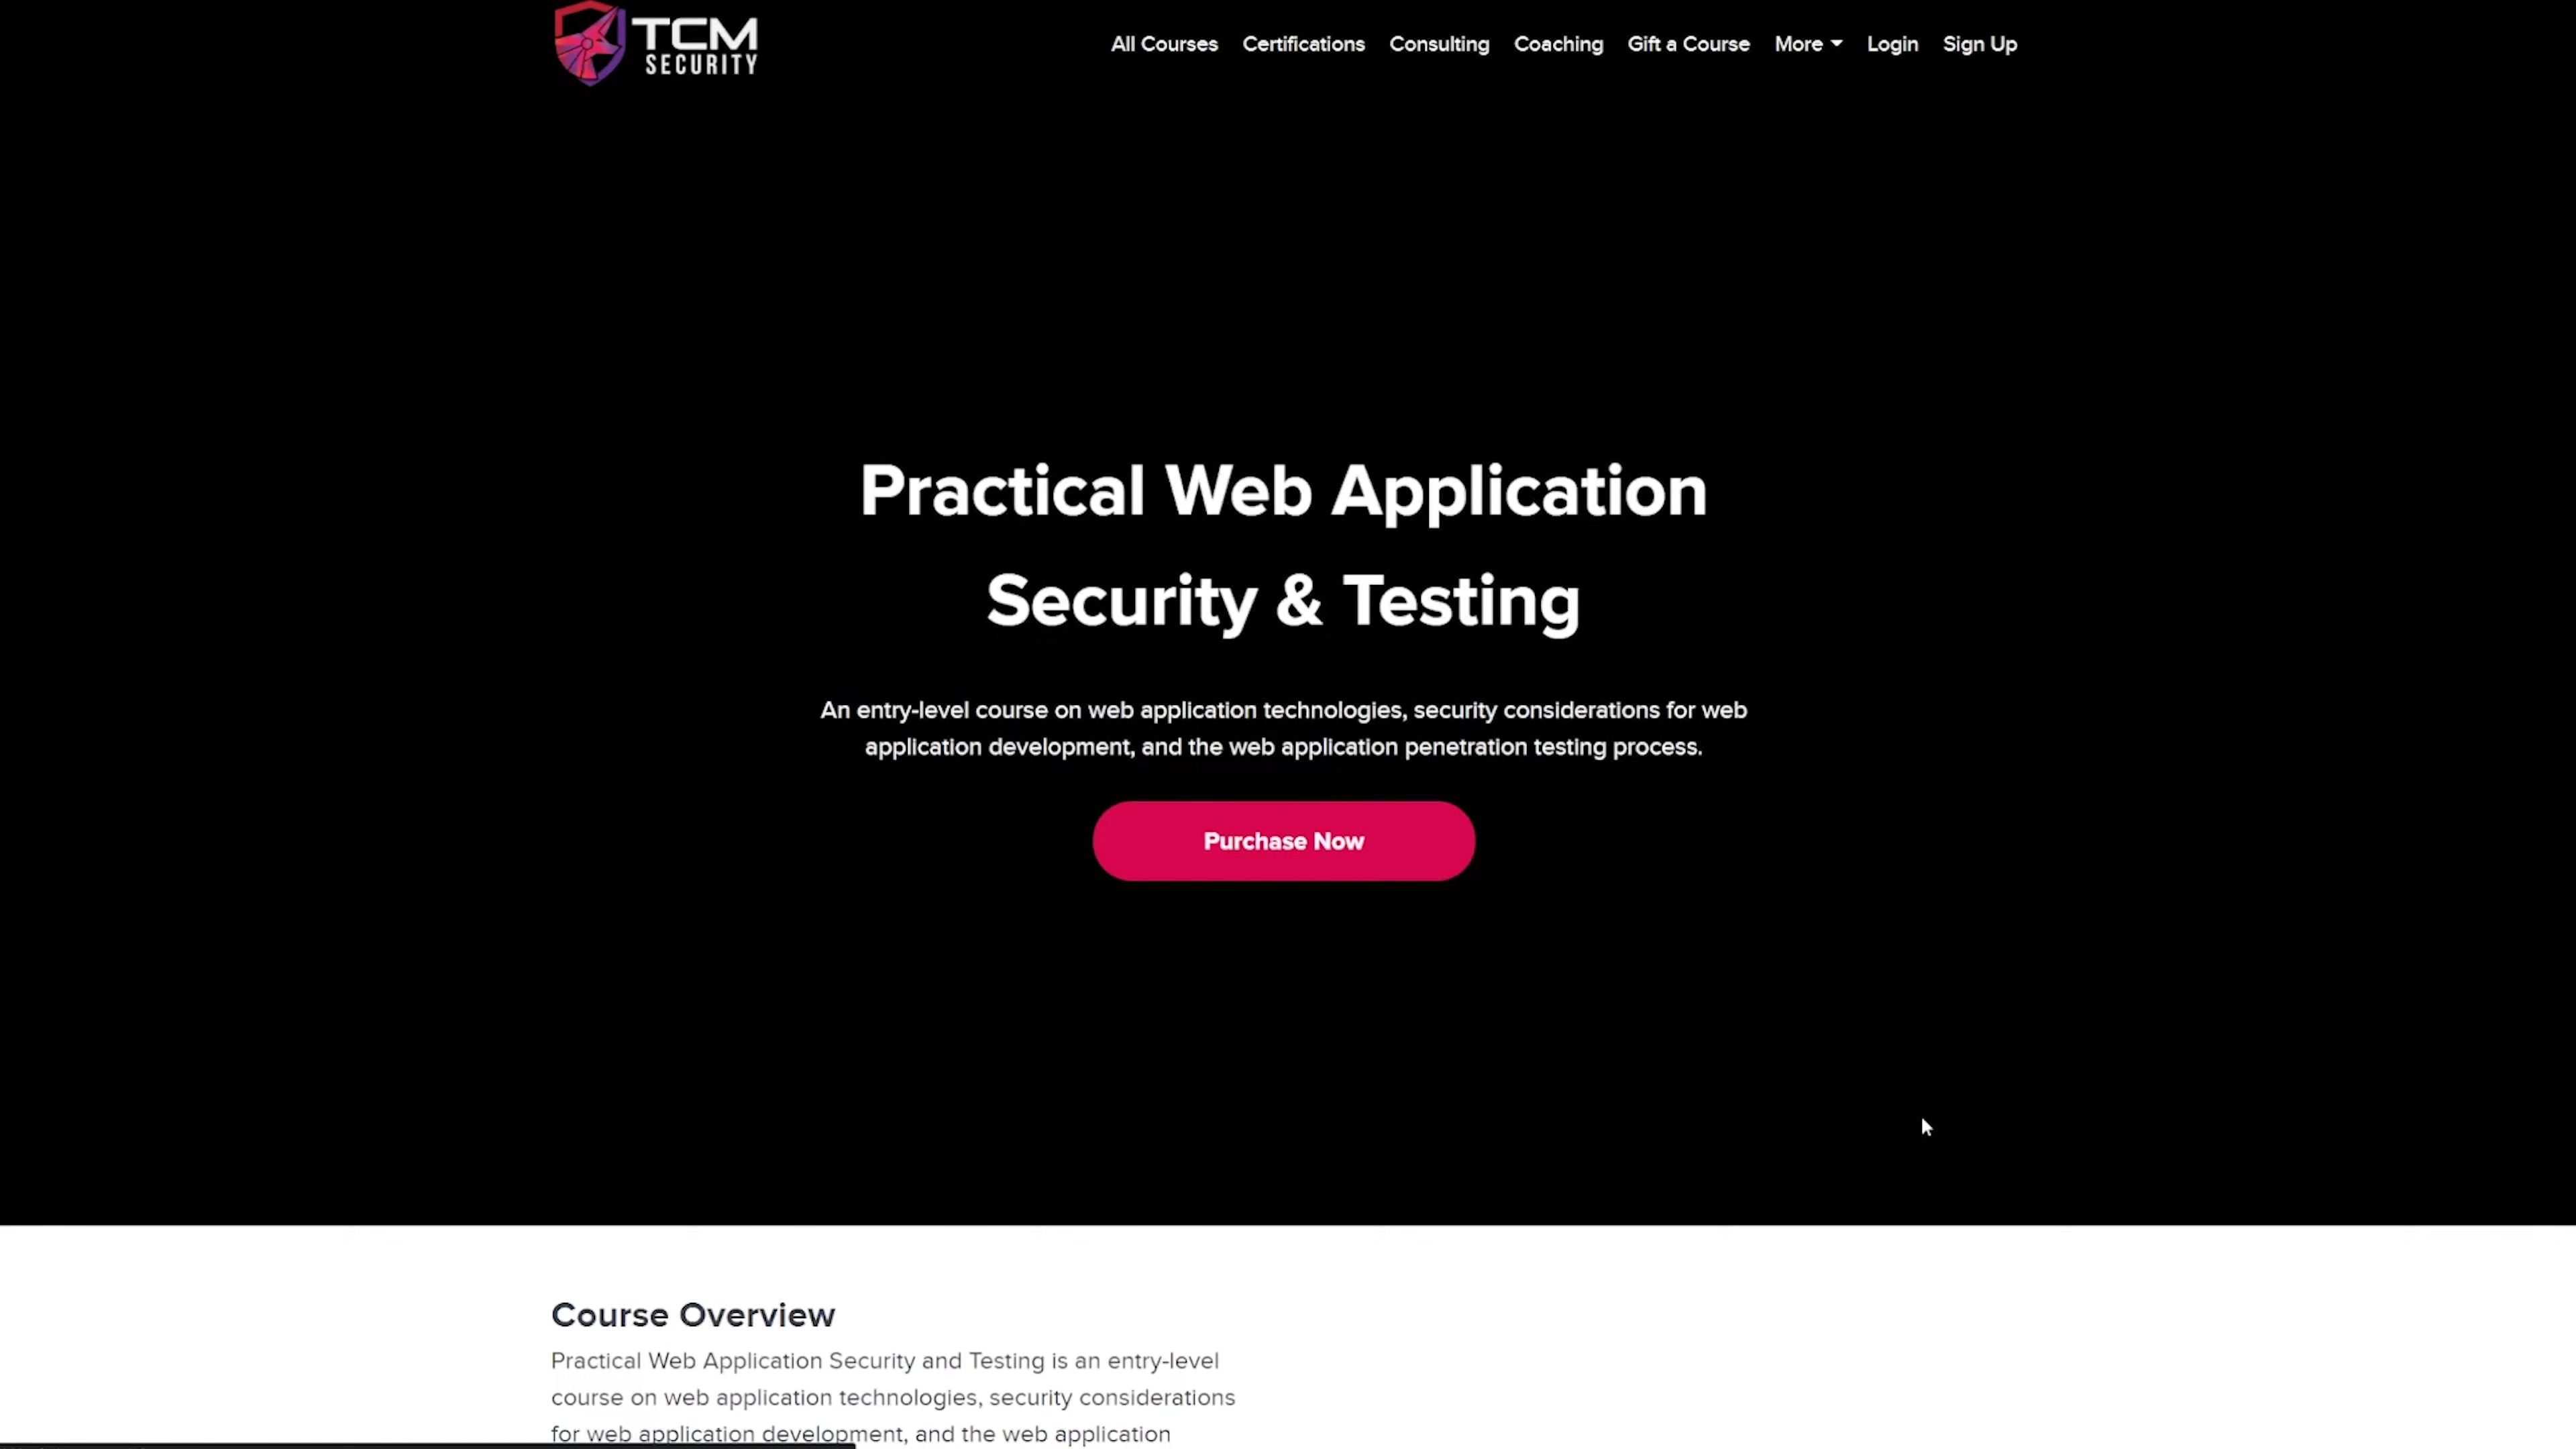 TCM
SECURITY
All Courses Certifications Consulting Coaching Gift a Course More Login Sign Up
Practical Web Application
Security & Testing
An entry-level course on web application technologies, security considerations for web
application development, and the web application penetration testing process.
Purchase Now
Course Overview
Practical Web Application Security and Testing is an entry-level
course on web application technologies, security considerations
for web application development, and the web application